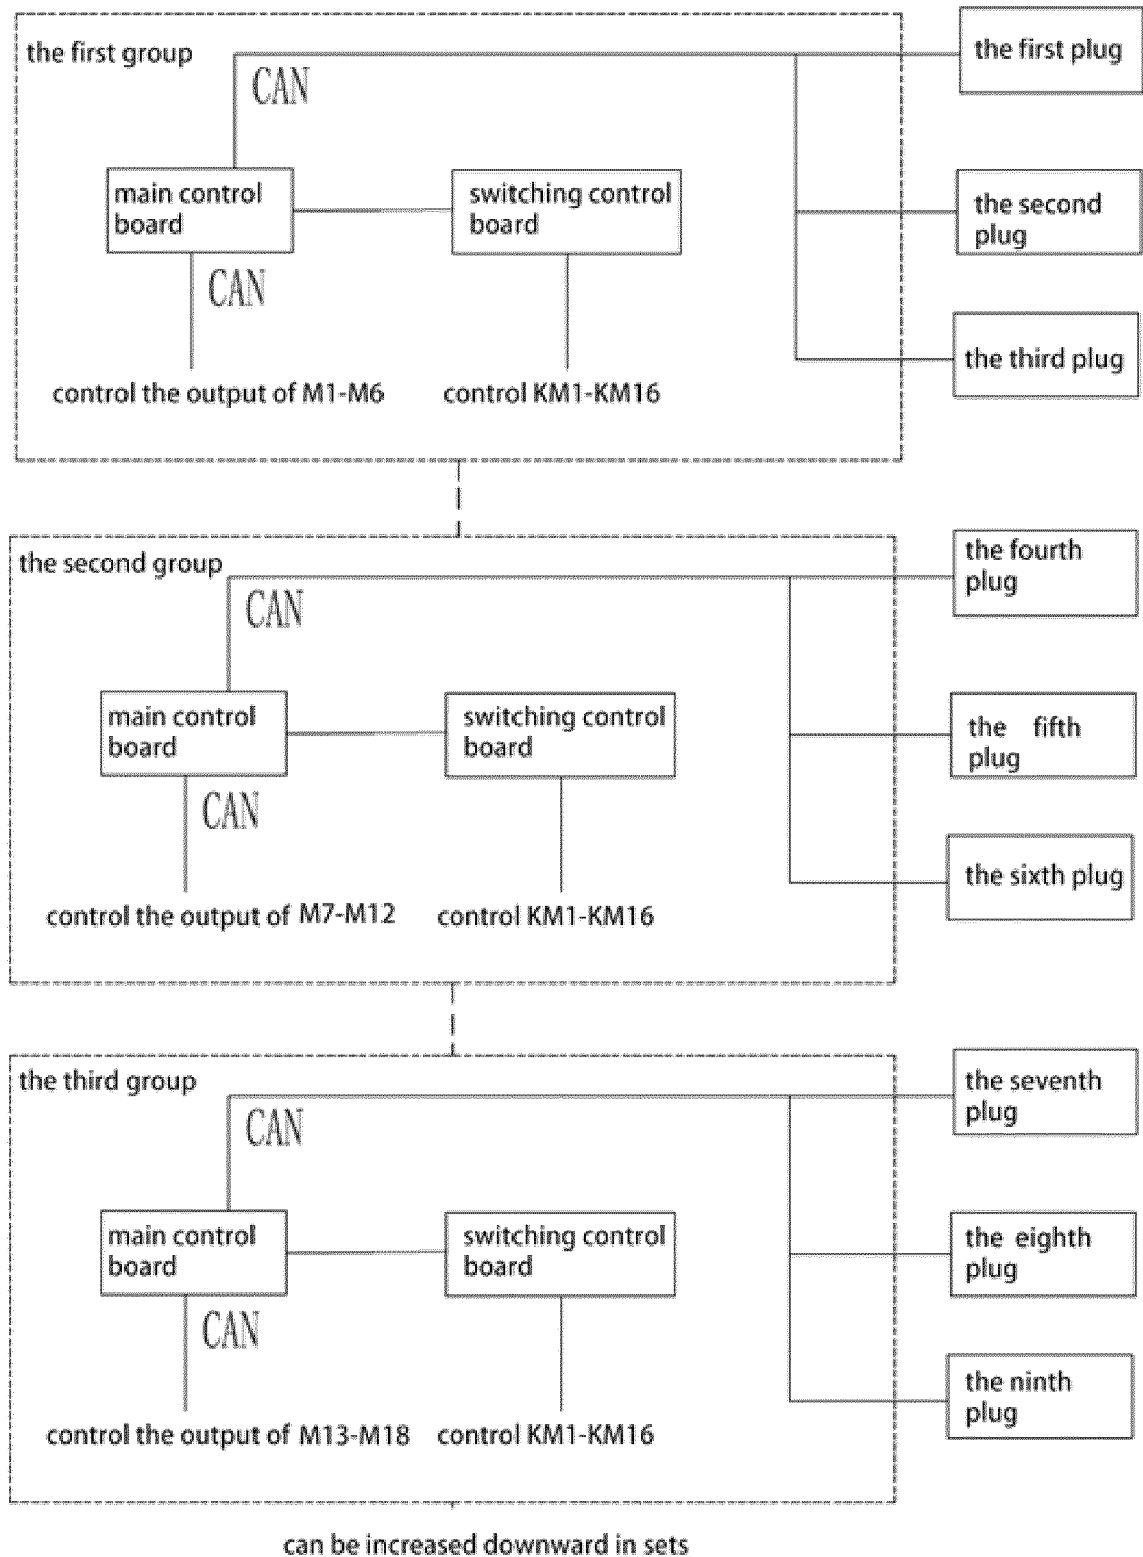 the first group
CAN
the first plug
main control
board
switching control
board
the second
plug
CAN
the third plug
control the output of M1-M6
control KM1-KM16
the second group
CAN
the fourth
plug
main control
board
switching control
board
the fifth
plug
CAN
the sixth plug
control the output of M7-M12
control KM1-KM16
the third group
CAN
the seventh
plug
main control
board
switching control
board
the eighth
plug
CAN
the ninth
plug
control the output of M13-M18
control KM1-KM16
can be increased downward in sets